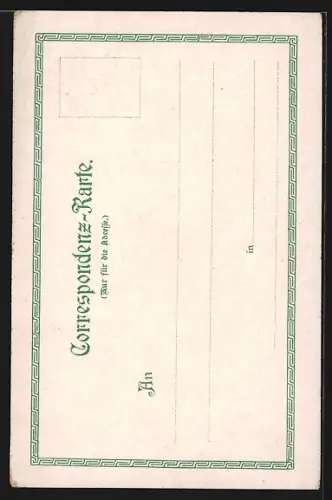 Correspondenz-Karte.
(Nur für die Adresse.)
An
in